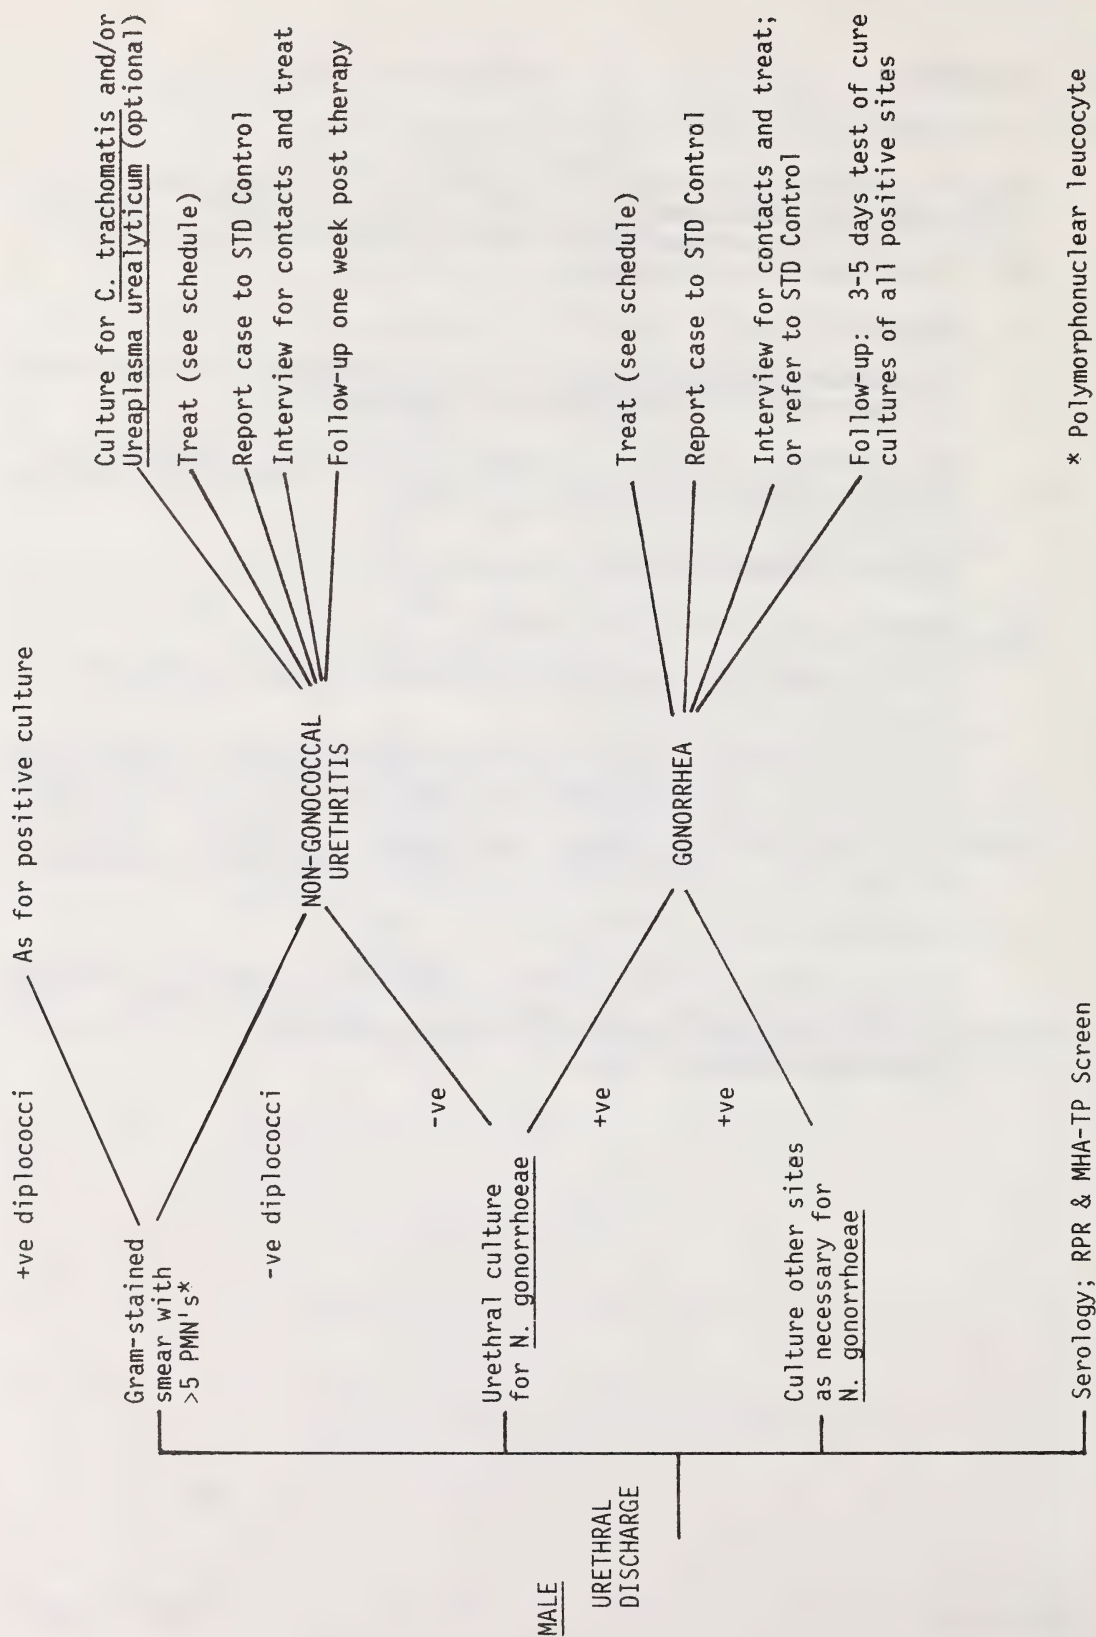 MALE
URETHRAL
DISCHARGE
+ve diplococci
Gram-stained
smear with
>5 PMN's*
-ve diplococci
-ve
Urethral culture
for N. gonorrhoeae
+ve
+ve
Culture other sites
as necessary for
N. gonorrhoeae
Serology; RPR & MHA-TP Screen
As for positive culture
NON-GONOCOCCAL
URETHRITIS
GONORRHEA
Culture for C. trachomatis and/or
Ureaplasma urealyticum (optional)
Treat (see schedule)
Report case to STD Control
Interview for contacts and treat
Follow-up one week post therapy
Treat (see schedule)
Report case to STD Control
Interview for contacts and treat;
or refer to STD Control
Follow-up: 3-5 days test of cure
cultures of all positive sites
* Polymorphonuclear leucocyte